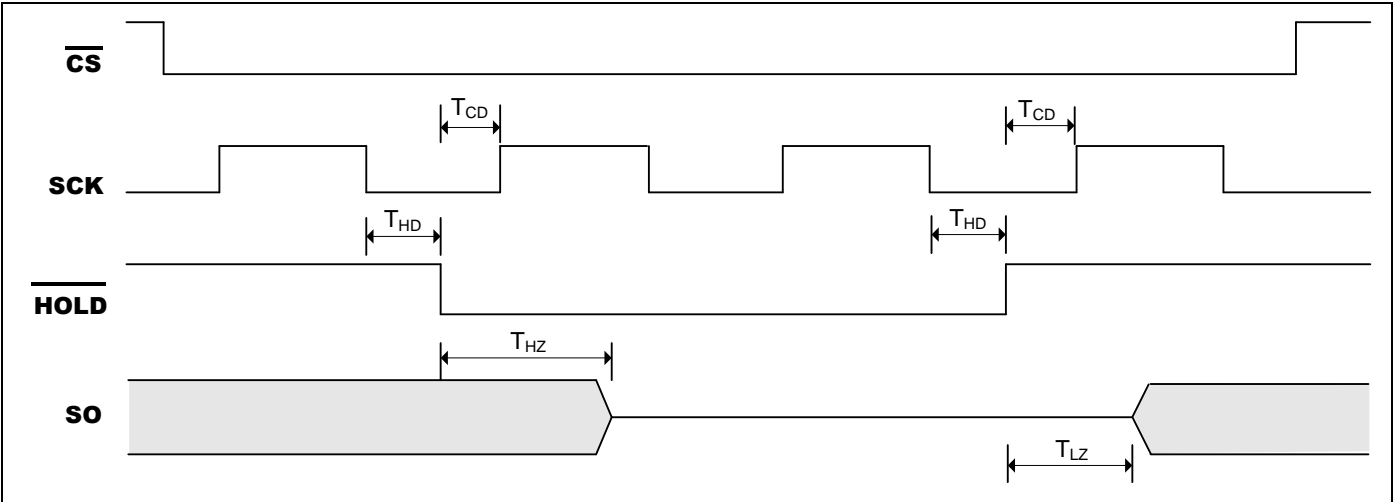 CS
T_CD T_CD
SCK
T_HD T_HD
HOLD
T_HZ
SO
T_LZ